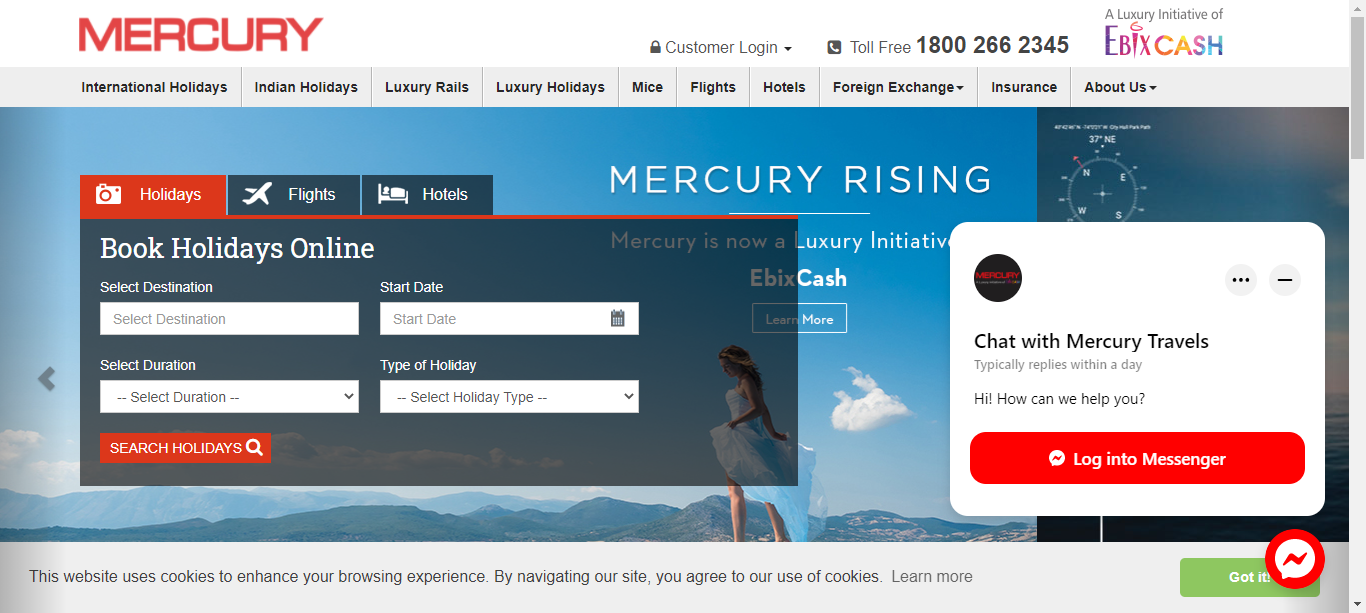 MERCURY
Customer Login
Toll Free 1800 266 2345
A Luxury Initiative of
EbixCASH
International Holidays
Indian Holidays
Luxury Rails
Luxury Holidays
Mice
Flights
Hotels
Foreign Exchange
Insurance
About Us
37° NE
N
E
W
S
MERCURY RISING
Mercury is now a Luxury Initiative
EbixCash
Learn More
Holidays
Flights
Hotels
Book Holidays Online
Select Destination
Start Date
Select Destination
Start Date
Select Duration
Type of Holiday
-- Select Duration --
-- Select Holiday Type --
SEARCH HOLIDAYS
MERCURY
Chat with Mercury Travels
Typically replies within a day
Hi! How can we help you?
Log into Messenger
This website uses cookies to enhance your browsing experience. By navigating our site, you agree to our use of cookies. Learn more
Got it!